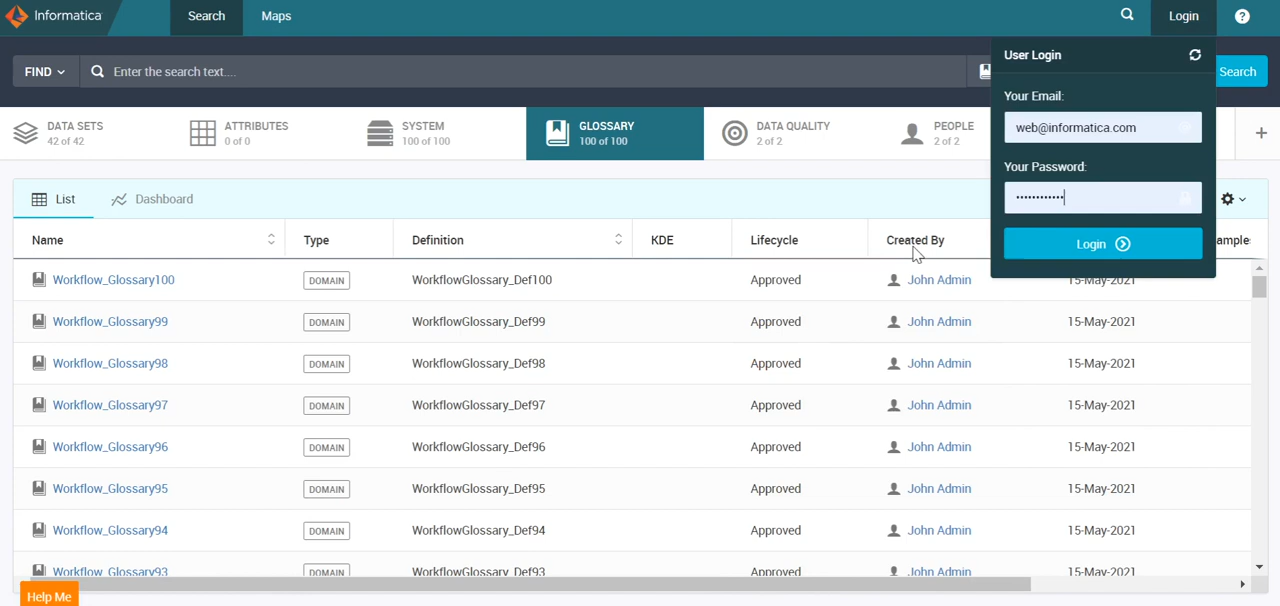 Informatica Search Maps Login ?
FIND Enter the search text.... Search
User Login
Your Email:
web@informatica.com
Your Password:
••••••••••••
Login
DATA SETS
42 of 42
ATTRIBUTES
0 of 0
SYSTEM
100 of 100
GLOSSARY
100 of 100
DATA QUALITY
2 of 2
PEOPLE
2 of 2
+
List Dashboard
Name Type Definition KDE Lifecycle Created By
Workflow_Glossary100 DOMAIN WorkflowGlossary_Def100 Approved John Admin 15-May-2021
Workflow_Glossary99 DOMAIN WorkflowGlossary_Def99 Approved John Admin 15-May-2021
Workflow_Glossary98 DOMAIN WorkflowGlossary_Def98 Approved John Admin 15-May-2021
Workflow_Glossary97 DOMAIN WorkflowGlossary_Def97 Approved John Admin 15-May-2021
Workflow_Glossary96 DOMAIN WorkflowGlossary_Def96 Approved John Admin 15-May-2021
Workflow_Glossary95 DOMAIN WorkflowGlossary_Def95 Approved John Admin 15-May-2021
Workflow_Glossary94 DOMAIN WorkflowGlossary_Def94 Approved John Admin 15-May-2021
Workflow_Glossary93 DOMAIN WorkflowGlossary_Def93 Approved John Admin 15-May-2021
Help Me